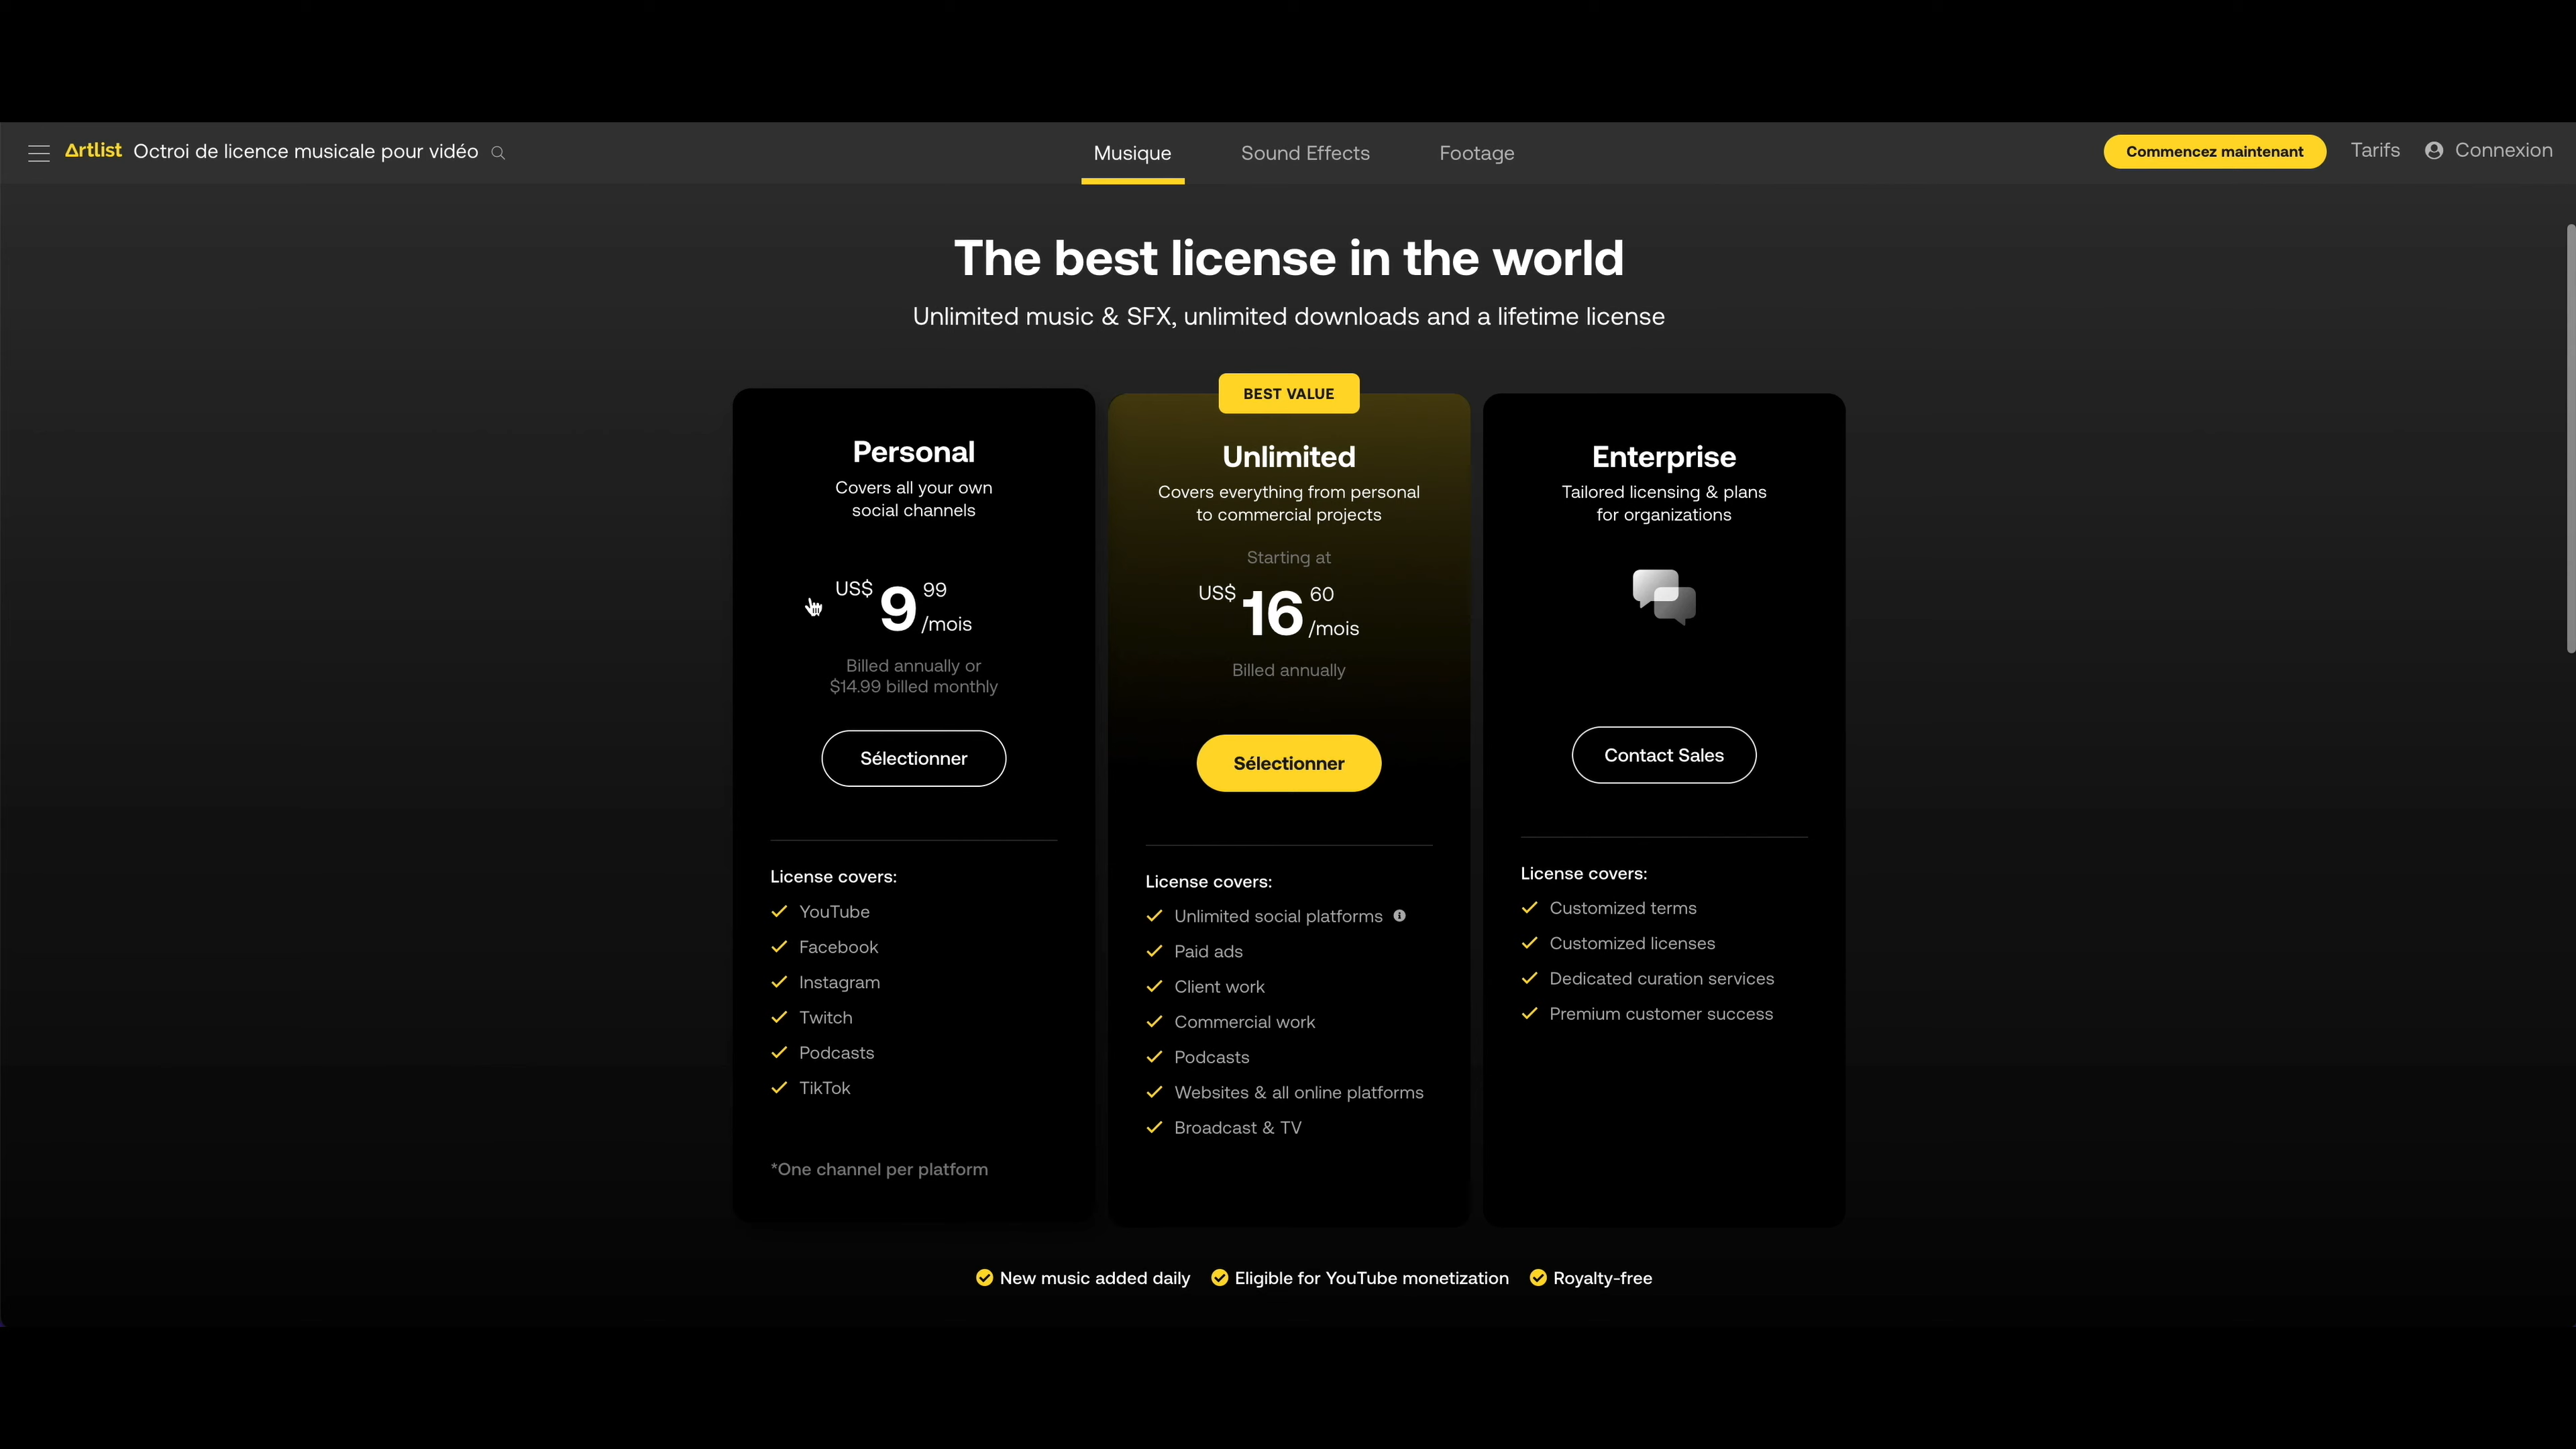 Artlist Octroi de licence musicale pour vidéo
Musique Sound Effects Footage
Commencez maintenant Tarifs Connexion
The best license in the world
Unlimited music & SFX, unlimited downloads and a lifetime license
Personal
Covers all your own
social channels
US$ 9 99 /mois
Billed annually or
$14.99 billed monthly
Sélectionner
License covers:
YouTube
Facebook
Instagram
Twitch
Podcasts
TikTok
*One channel per platform
BEST VALUE
Unlimited
Covers everything from personal
to commercial projects
Starting at
US$ 16 60 /mois
Billed annually
Sélectionner
License covers:
Unlimited social platforms
Paid ads
Client work
Commercial work
Podcasts
Websites & all online platforms
Broadcast & TV
Enterprise
Tailored licensing & plans
for organizations
Contact Sales
License covers:
Customized terms
Customized licenses
Dedicated curation services
Premium customer success
New music added daily Eligible for YouTube monetization Royalty-free